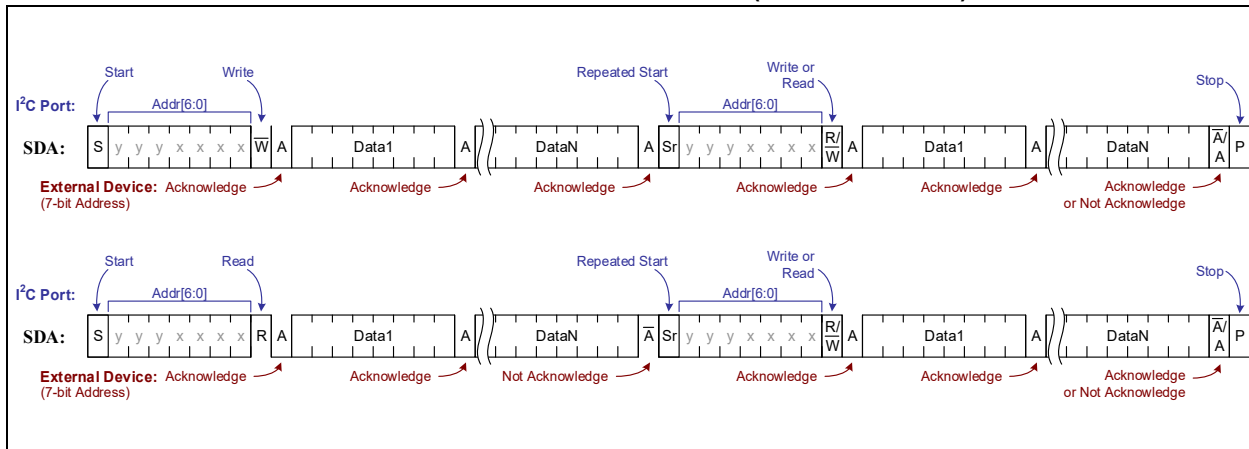 Start Write Repeated Start Write or Read Stop
I²C Port: Addr[6:0] Addr[6:0]
SDA: S y y y x x x x W̅ A Data1 A DataN A Sr y y y x x x x R/W̅ A Data1 A DataN A̅/A P
External Device: Acknowledge Acknowledge Acknowledge Acknowledge Acknowledge Acknowledge or Not Acknowledge
(7-bit Address)
Start Read Repeated Start Write or Read Stop
I²C Port: Addr[6:0] Addr[6:0]
SDA: S y y y x x x x R A Data1 A DataN A̅ Sr y y y x x x x R/W̅ A Data1 A DataN A̅/A P
External Device: Acknowledge Acknowledge Not Acknowledge Acknowledge Acknowledge Acknowledge or Not Acknowledge
(7-bit Address)